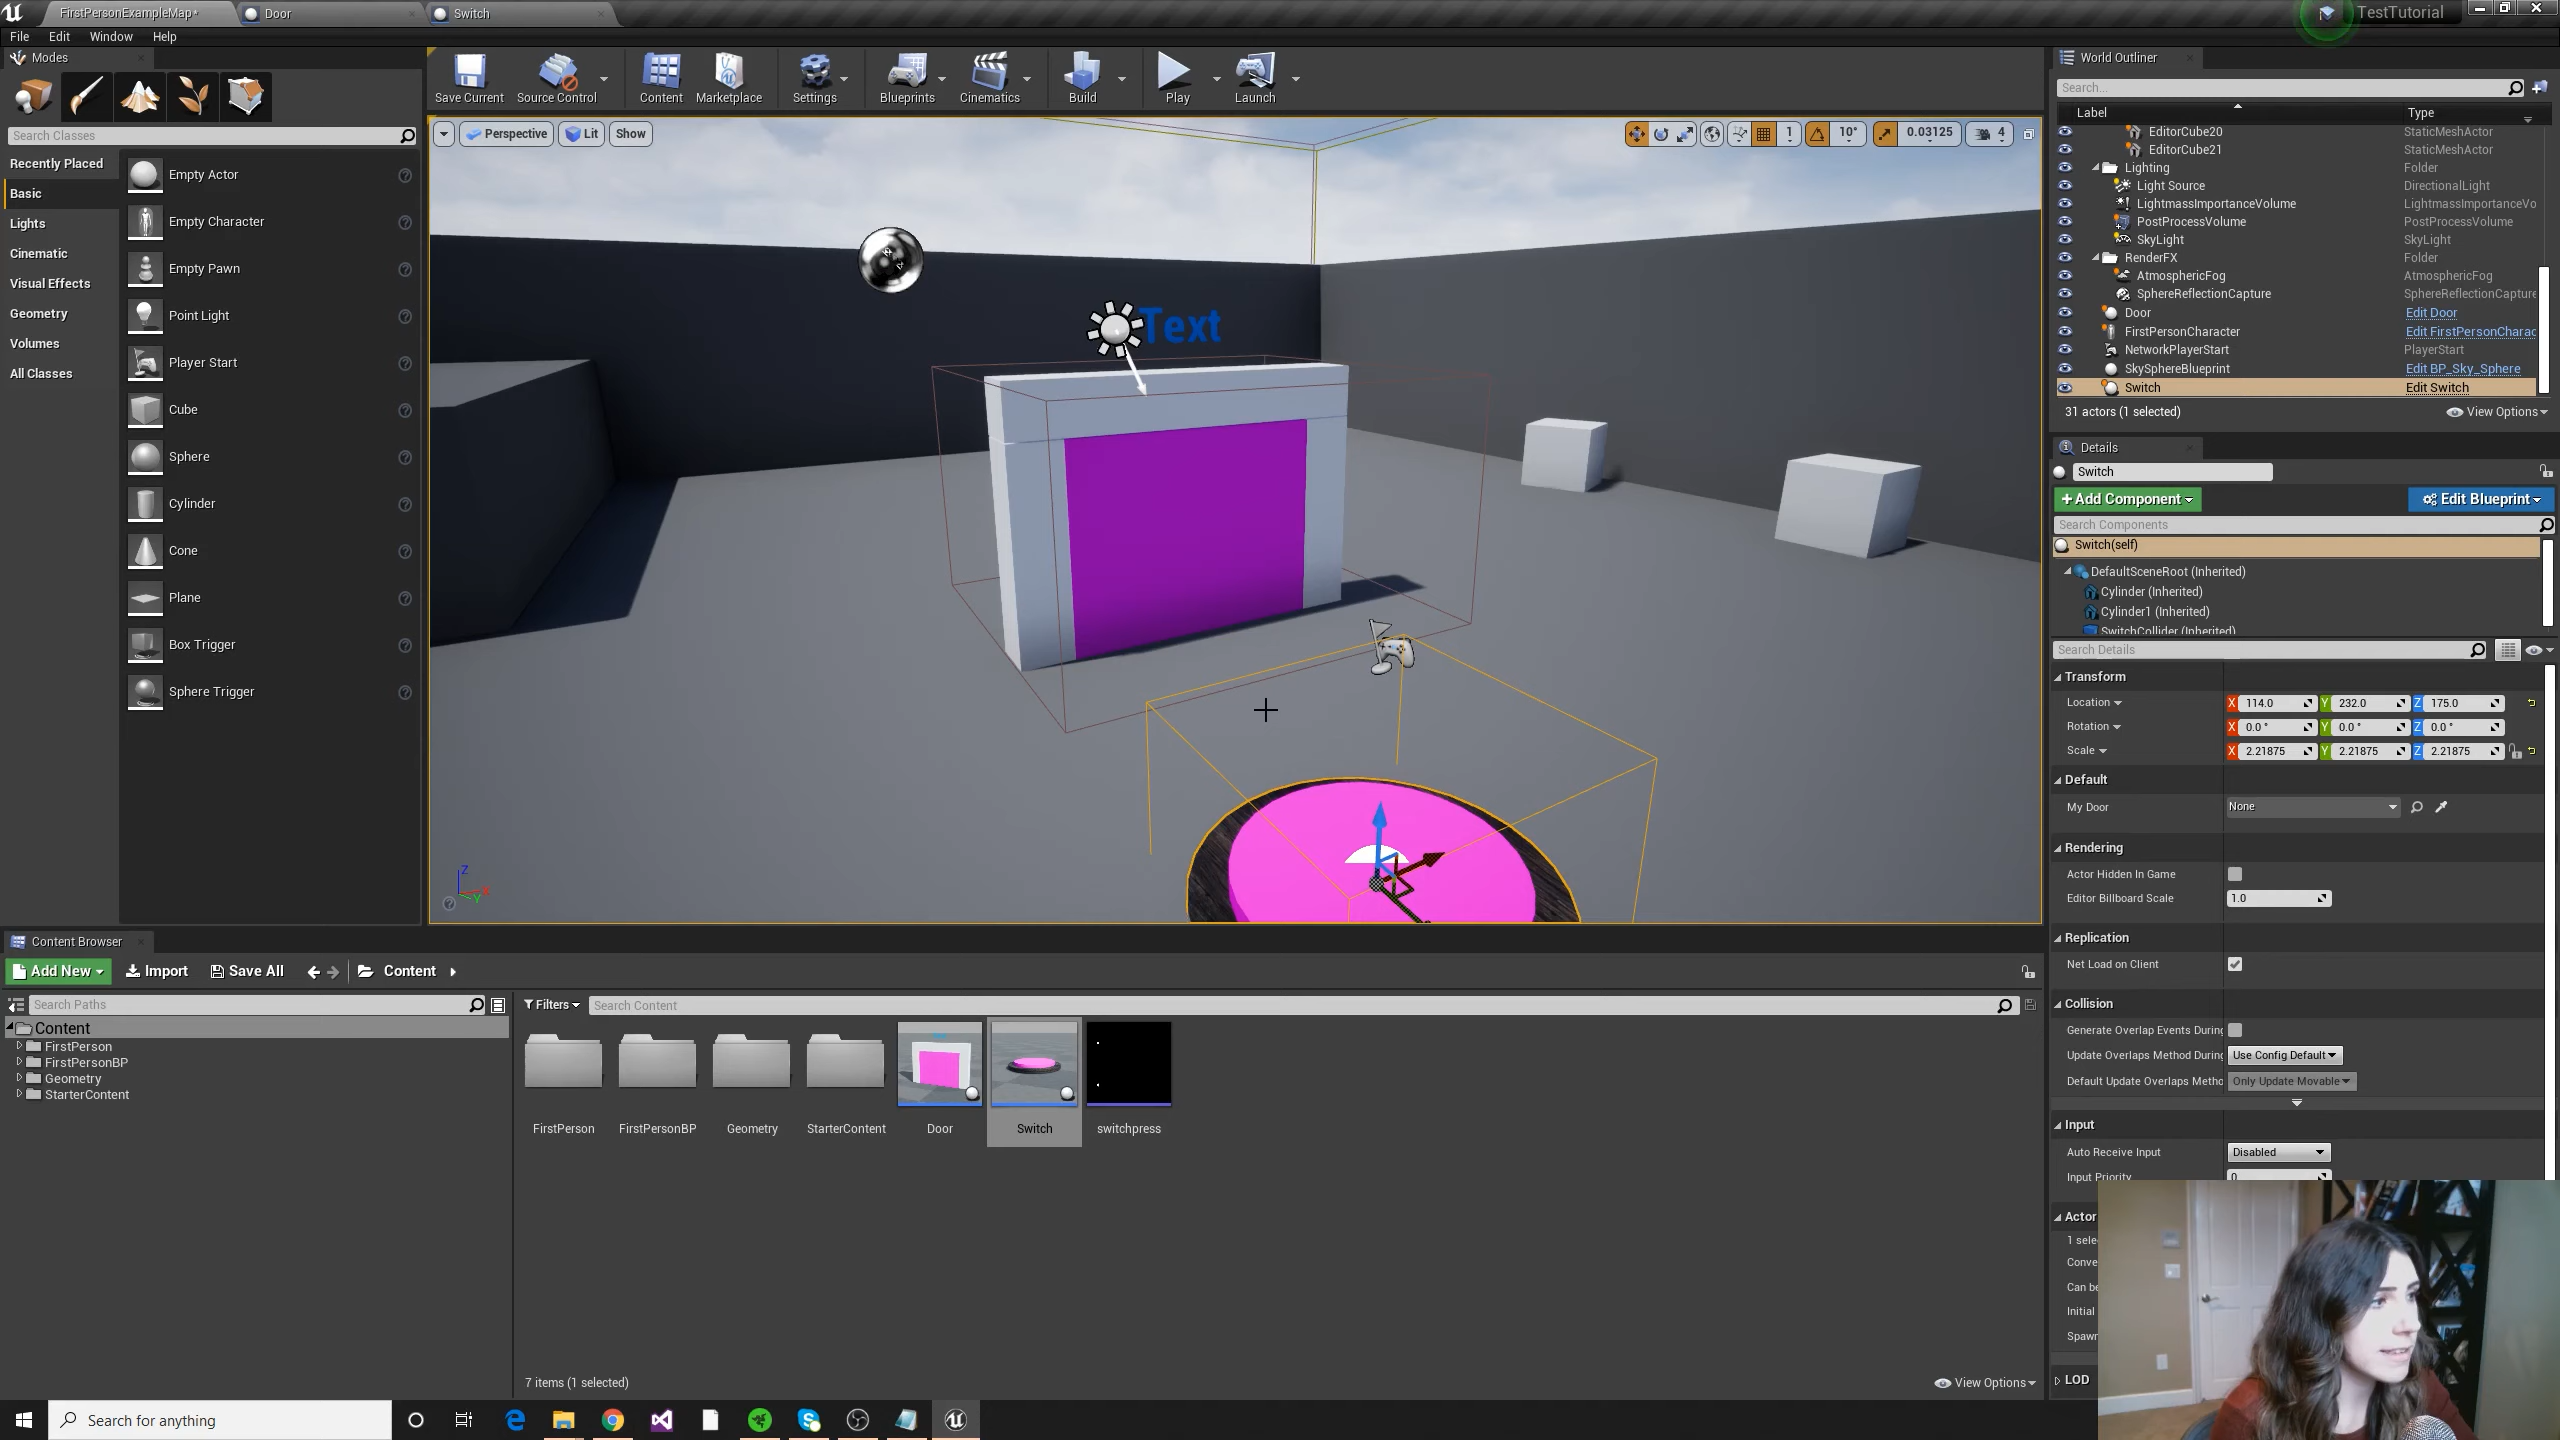 FirstPersonExampleMap*
Door
Switch
TestTutorial
File
Edit
Window
Help
Modes
Save Current
Source Control
Content
Marketplace
Settings
Blueprints
Cinematics
Build
Play
Launch
World Outliner
Search...
Label
Type
Search Classes
Recently Placed
Basic
Lights
Cinematic
Visual Effects
Geometry
Volumes
All Classes
Empty Actor
Empty Character
Empty Pawn
Point Light
Player Start
Cube
Sphere
Cylinder
Cone
Plane
Box Trigger
Sphere Trigger
Perspective
Lit
Show
1
10°
0.03125
4
Text
Z
X
Y
EditorCube20 StaticMeshActor
EditorCube21 StaticMeshActor
Lighting Folder
Light Source DirectionalLight
LightmassImportanceVolume LightmassImportanceVo
PostProcessVolume PostProcessVolume
SkyLight SkyLight
RenderFX Folder
AtmosphericFog AtmosphericFog
SphereReflectionCapture SphereReflectionCapture
Door Edit Door
FirstPersonCharacter Edit FirstPersonCharac
NetworkPlayerStart PlayerStart
SkySphereBlueprint Edit BP_Sky_Sphere
Switch Edit Switch
31 actors (1 selected)
View Options
Details
Switch
+Add Component
Edit Blueprint
Search Components
Switch(self)
DefaultSceneRoot (Inherited)
Cylinder (Inherited)
Cylinder1 (Inherited)
SwitchCollider (Inherited)
Search Details
Transform
Location X 114.0 Y 232.0 Z 175.0
Rotation X 0.0 ° Y 0.0 ° Z 0.0 °
Scale X 2.21875 Y 2.21875 Z 2.21875
Default
My Door None
Rendering
Actor Hidden In Game
Editor Billboard Scale 1.0
Replication
Net Load on Client
Collision
Generate Overlap Events During
Update Overlaps Method During Use Config Default
Default Update Overlaps Metho Only Update Movable
Input
Auto Receive Input Disabled
Input Priority 0
Actor
1 sele
Conve
Can be
Initial
Spawn
LOD
Content Browser
Add New
Import
Save All
Content
Search Paths
Filters
Search Content
Content
FirstPerson
FirstPersonBP
Geometry
StarterContent
FirstPerson
FirstPersonBP
Geometry
StarterContent
Door
Switch
switchpress
7 items (1 selected)
View Options
Search for anything